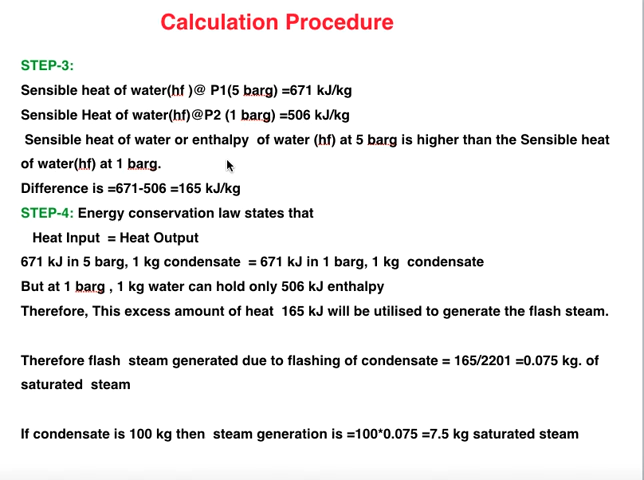 Calculation Procedure
STEP-3:
Sensible heat of water(hf )@ P1(5 barg) =671 kJ/kg
Sensible Heat of water(hf)@P2 (1 barg) =506 kJ/kg
Sensible heat of water or enthalpy of water (hf) at 5 barg is higher than the Sensible heat
of water(hf) at 1 barg.
Difference is =671-506 =165 kJ/kg
STEP-4: Energy conservation law states that
Heat Input = Heat Output
671 kJ in 5 barg, 1 kg condensate = 671 kJ in 1 barg, 1 kg condensate
But at 1 barg , 1 kg water can hold only 506 kJ enthalpy
Therefore, This excess amount of heat 165 kJ will be utilised to generate the flash steam.
Therefore flash steam generated due to flashing of condensate = 165/2201 =0.075 kg. of
saturated steam
If condensate is 100 kg then steam generation is =100*0.075 =7.5 kg saturated steam